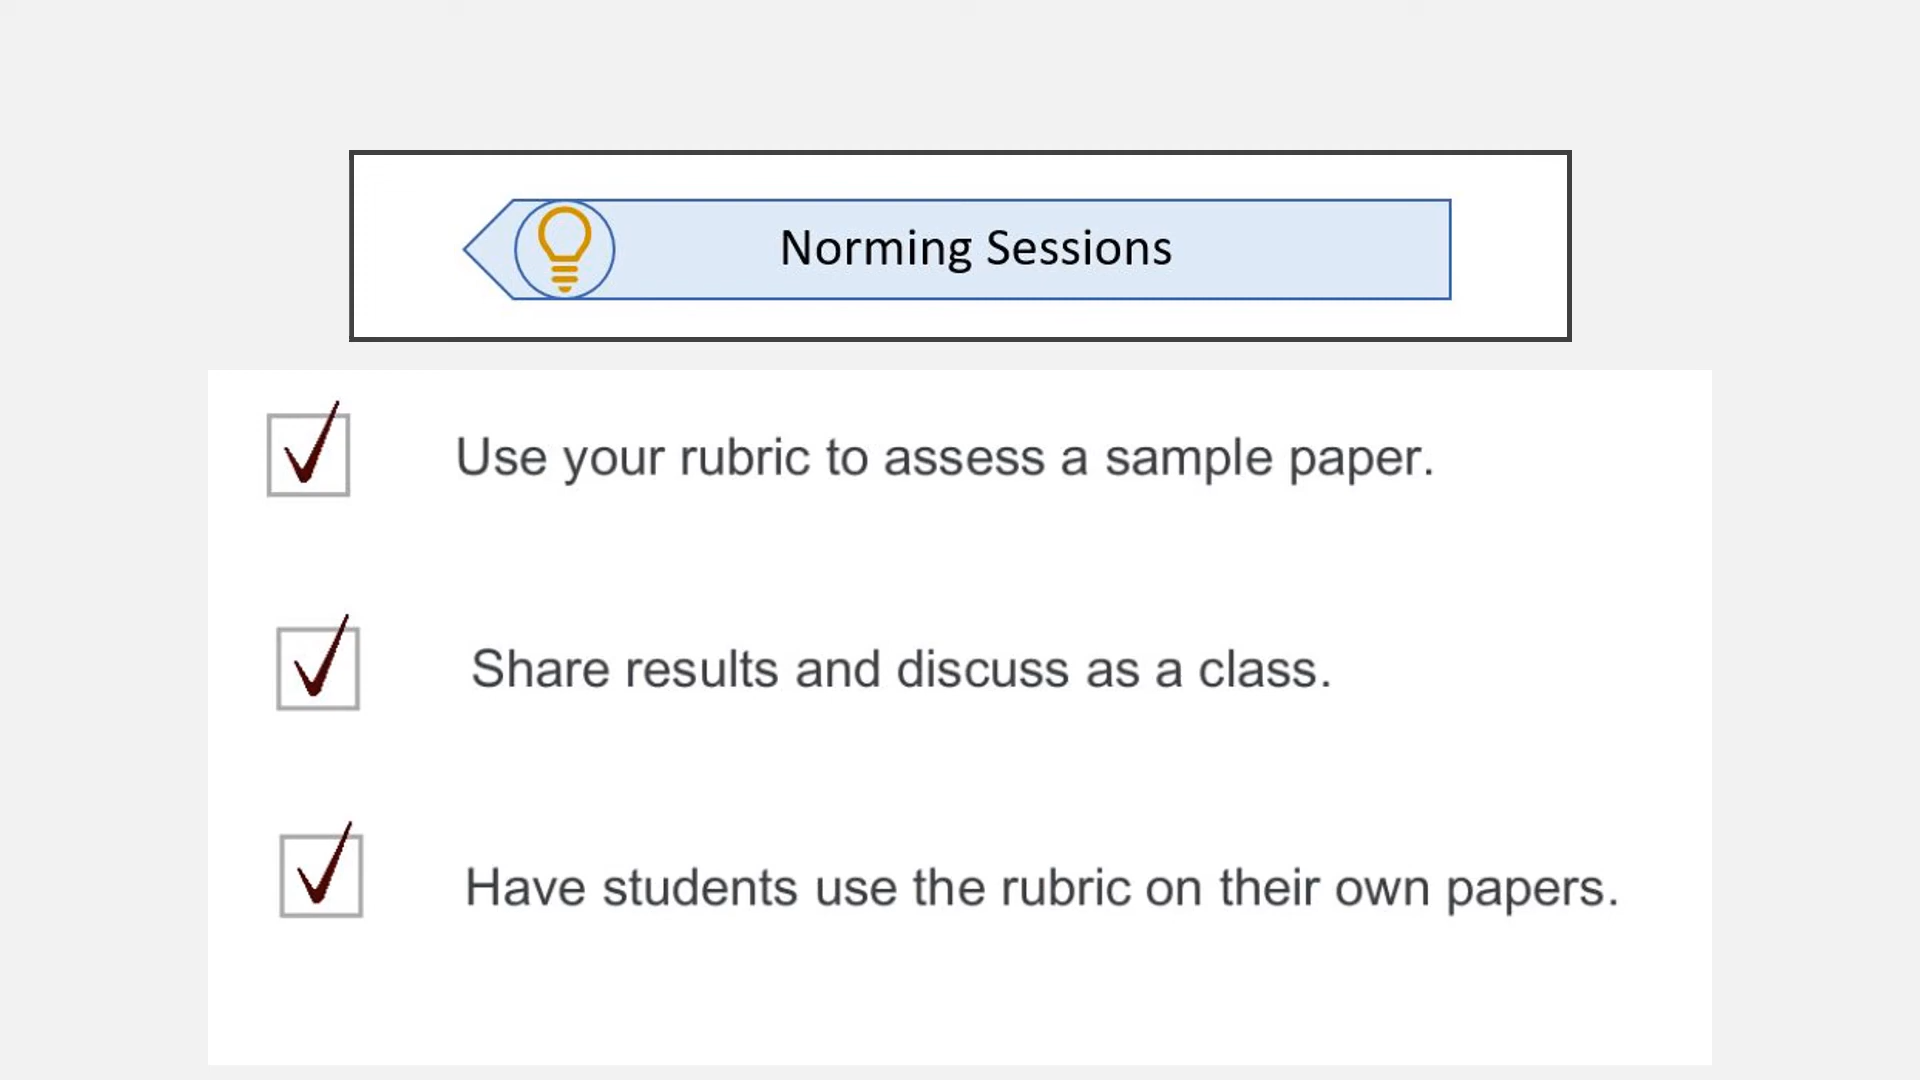 Norming Sessions
Use your rubric to assess a sample paper.
Share results and discuss as a class.
Have students use the rubric on their own papers.